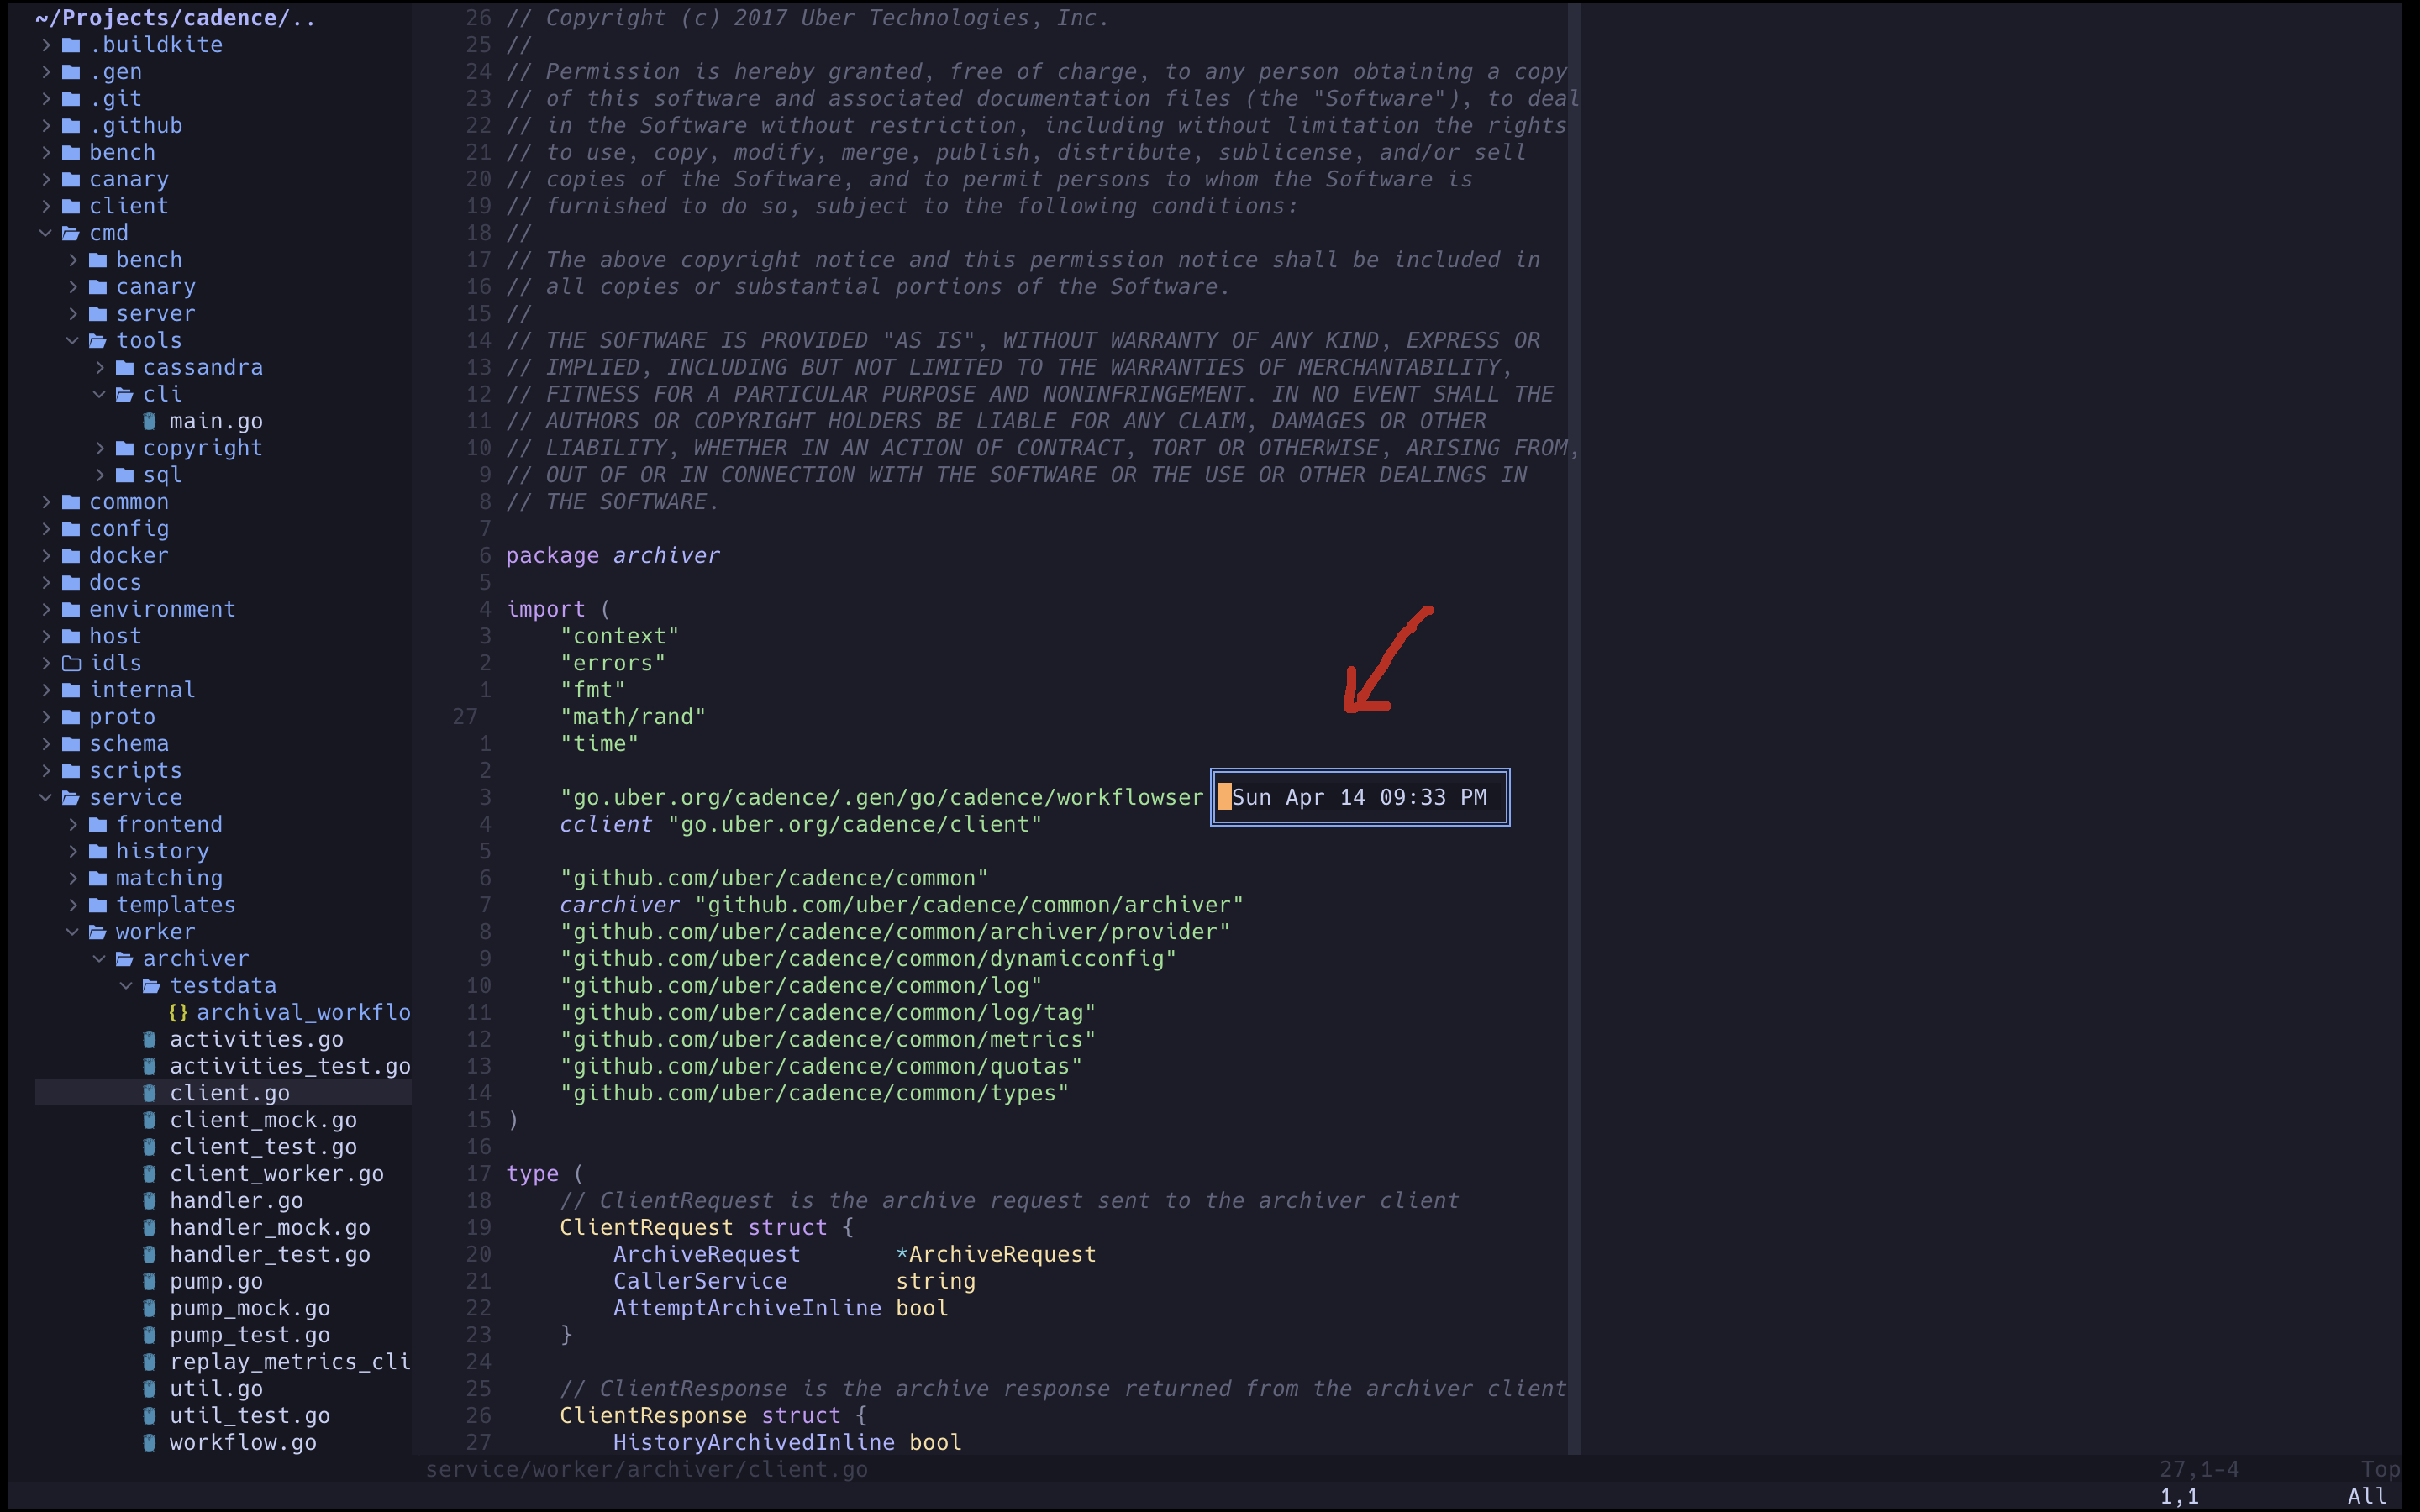 ~/Projects/cadence/..
.buildkite
.gen
.git
.github
bench
canary
client
cmd
bench
canary
server
tools
cassandra
cli
main.go
copyright
sql
common
config
docker
docs
environment
host
idls
internal
proto
schema
scripts
service
frontend
history
matching
templates
worker
archiver
testdata
{} archival_workflo
activities.go
activities_test.go
client.go
client_mock.go
client_test.go
client_worker.go
handler.go
handler_mock.go
handler_test.go
pump.go
pump_mock.go
pump_test.go
replay_metrics_cli
util.go
util_test.go
workflow.go
26 // Copyright (c) 2017 Uber Technologies, Inc.
25 //
24 // Permission is hereby granted, free of charge, to any person obtaining a copy
23 // of this software and associated documentation files (the "Software"), to deal
22 // in the Software without restriction, including without limitation the rights
21 // to use, copy, modify, merge, publish, distribute, sublicense, and/or sell
20 // copies of the Software, and to permit persons to whom the Software is
19 // furnished to do so, subject to the following conditions:
18 //
17 // The above copyright notice and this permission notice shall be included in
16 // all copies or substantial portions of the Software.
15 //
14 // THE SOFTWARE IS PROVIDED "AS IS", WITHOUT WARRANTY OF ANY KIND, EXPRESS OR
13 // IMPLIED, INCLUDING BUT NOT LIMITED TO THE WARRANTIES OF MERCHANTABILITY,
12 // FITNESS FOR A PARTICULAR PURPOSE AND NONINFRINGEMENT. IN NO EVENT SHALL THE
11 // AUTHORS OR COPYRIGHT HOLDERS BE LIABLE FOR ANY CLAIM, DAMAGES OR OTHER
10 // LIABILITY, WHETHER IN AN ACTION OF CONTRACT, TORT OR OTHERWISE, ARISING FROM,
9 // OUT OF OR IN CONNECTION WITH THE SOFTWARE OR THE USE OR OTHER DEALINGS IN
8 // THE SOFTWARE.
7
6 package archiver
5
4 import (
3 "context"
2 "errors"
1 "fmt"
27 "math/rand"
1 "time"
2
3 "go.uber.org/cadence/.gen/go/cadence/workflowser Sun Apr 14 09:33 PM
4 cclient "go.uber.org/cadence/client"
5
6 "github.com/uber/cadence/common"
7 carchiver "github.com/uber/cadence/common/archiver"
8 "github.com/uber/cadence/common/archiver/provider"
9 "github.com/uber/cadence/common/dynamicconfig"
10 "github.com/uber/cadence/common/log"
11 "github.com/uber/cadence/common/log/tag"
12 "github.com/uber/cadence/common/metrics"
13 "github.com/uber/cadence/common/quotas"
14 "github.com/uber/cadence/common/types"
15 )
16
17 type (
18 // ClientRequest is the archive request sent to the archiver client
19 ClientRequest struct {
20 ArchiveRequest *ArchiveRequest
21 CallerService string
22 AttemptArchiveInline bool
23 }
24
25 // ClientResponse is the archive response returned from the archiver client
26 ClientResponse struct {
27 HistoryArchivedInline bool
service/worker/archiver/client.go 27,1-4 Top
1,1 All